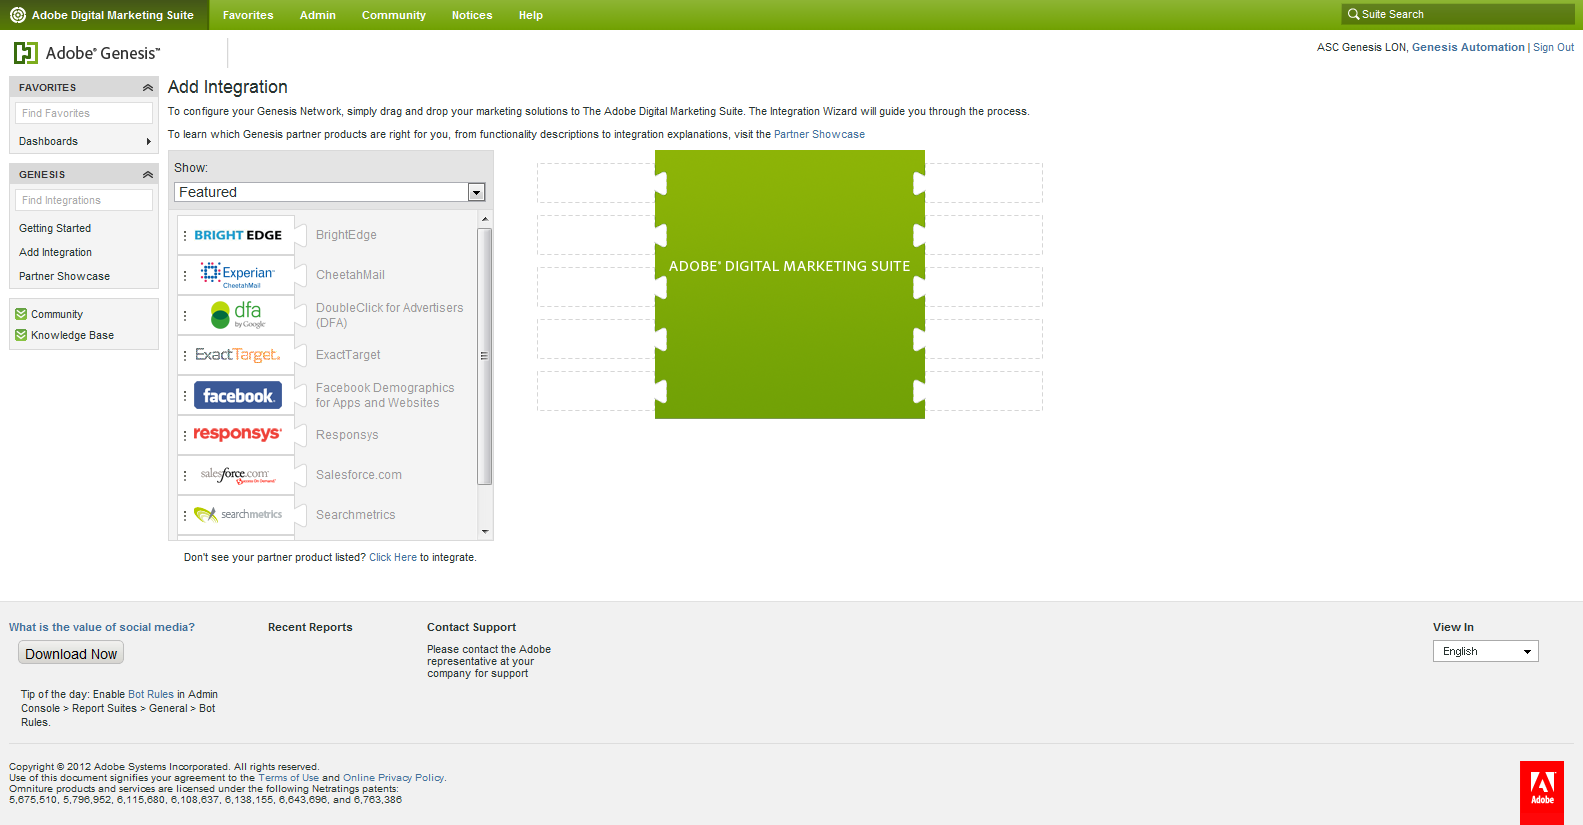 Adobe Digital Marketing Suite Favorites Admin Community Notices Help Suite Search
Adobe® Genesis™
ASC Genesis LON, Genesis Automation | Sign Out
FAVORITES
Find Favorites
Dashboards
GENESIS
Find Integrations
Getting Started
Add Integration
Partner Showcase
Community
Knowledge Base
Add Integration
To configure your Genesis Network, simply drag and drop your marketing solutions to The Adobe Digital Marketing Suite. The Integration Wizard will guide you through the process.
To learn which Genesis partner products are right for you, from functionality descriptions to integration explanations, visit the Partner Showcase
Show:
Featured
BRIGHTEDGE BrightEdge
Experian CheetahMail
CheetahMail
dfa DoubleClick for Advertisers
by Google (DFA)
ExactTarget. ExactTarget
facebook. Facebook Demographics
for Apps and Websites
responsys Responsys
salesforce.com Salesforce.com
Success On Demand
searchmetrics Searchmetrics
Don't see your partner product listed? Click Here to integrate.
ADOBE® DIGITAL MARKETING SUITE
What is the value of social media?
Download Now
Tip of the day: Enable Bot Rules in Admin
Console > Report Suites > General > Bot
Rules.
Recent Reports
Contact Support
Please contact the Adobe
representative at your
company for support
View In
English
Copyright © 2012 Adobe Systems Incorporated. All rights reserved.
Use of this document signifies your agreement to the Terms of Use and Online Privacy Policy.
Omniture products and services are licensed under the following Netratings patents:
5,675,510, 5,796,952, 6,115,680, 6,108,637, 6,138,155, 6,643,696, and 6,763,386
Adobe